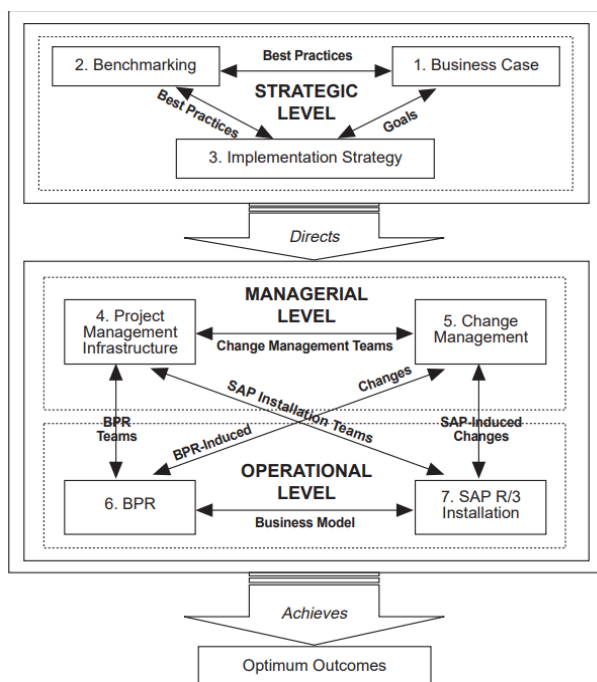 Best Practices
2. Benchmarking
1. Business Case
STRATEGIC
LEVEL
Best Practices
Goals
3. Implementation Strategy
Directs
MANAGERIAL
LEVEL
4. Project
Management
Infrastructure
5. Change
Management
Change Management Teams
SAP Installation Teams
BPR-Induced Changes
BPR
Teams
SAP-Induced
Changes
OPERATIONAL
LEVEL
6. BPR
7. SAP R/3
Installation
Business Model
Achieves
Optimum Outcomes